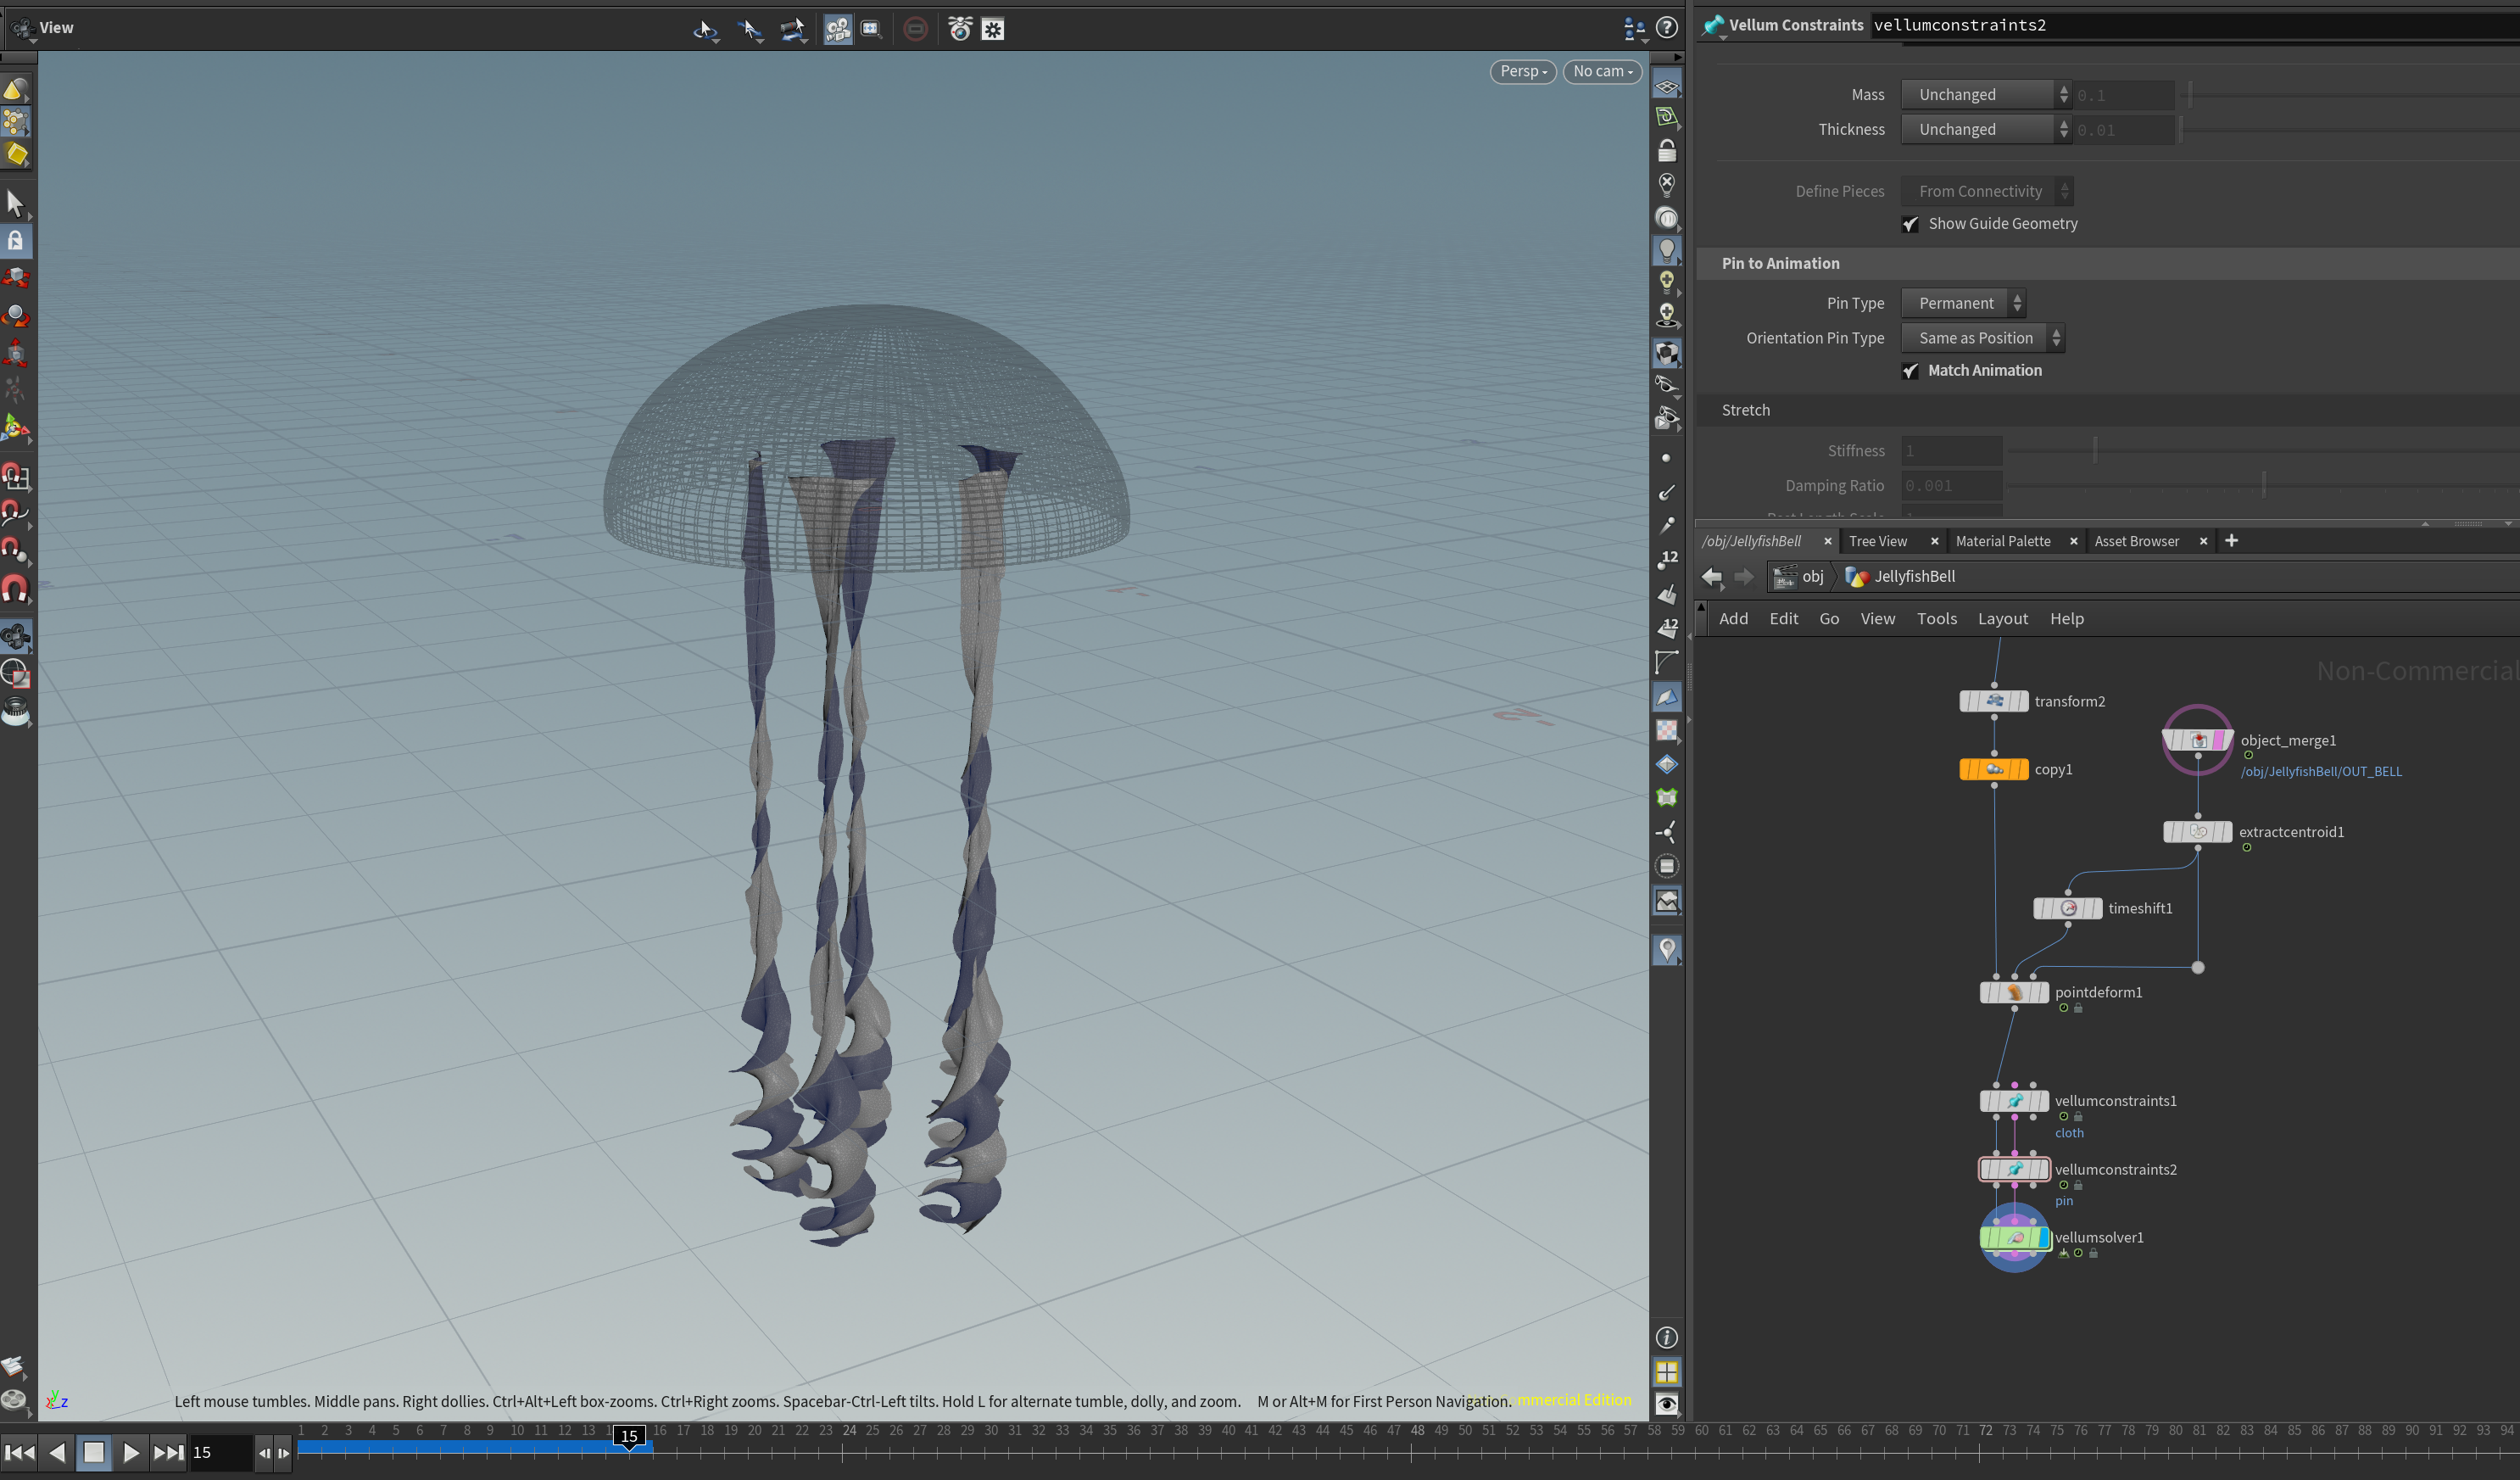 View
Persp
No cam
Left mouse tumbles. Middle pans. Right dollies. Ctrl+Alt+Left box-zooms. Ctrl+Right zooms. Spacebar-Ctrl-Left tilts. Hold L for alternate tumble, dolly, and zoom. M or Alt+M for First Person Navigation.
mmercial Edition
y
x z
12
12
Vellum Constraints vellumconstraints2
Mass Unchanged 0.1
Thickness Unchanged 0.01
Define Pieces From Connectivity
Show Guide Geometry
Pin to Animation
Pin Type Permanent
Orientation Pin Type Same as Position
Match Animation
Stretch
Stiffness 1
Damping Ratio 0.001
/obj/JellyfishBell Tree View Material Palette Asset Browser
obj JellyfishBell
Add Edit Go View Tools Layout Help
Non-Commercial
transform2
object_merge1
/obj/JellyfishBell/OUT_BELL
copy1
extractcentroid1
timeshift1
pointdeform1
vellumconstraints1
cloth
vellumconstraints2
pin
vellumsolver1
15
1 2 3 4 5 6 7 8 9 10 11 12 13 15 16 17 18 19 20 21 22 23 24 25 26 27 28 29 30 31 32 33 34 35 36 37 38 39 40 41 42 43 44 45 46 47 48 49 50 51 52 53 54 55 56 57 58 59 60 61 62 63 64 65 66 67 68 69 70 71 72 73 74 75 76 77 78 79 80 81 82 83 84 85 86 87 88 89 90 91 92 93 94